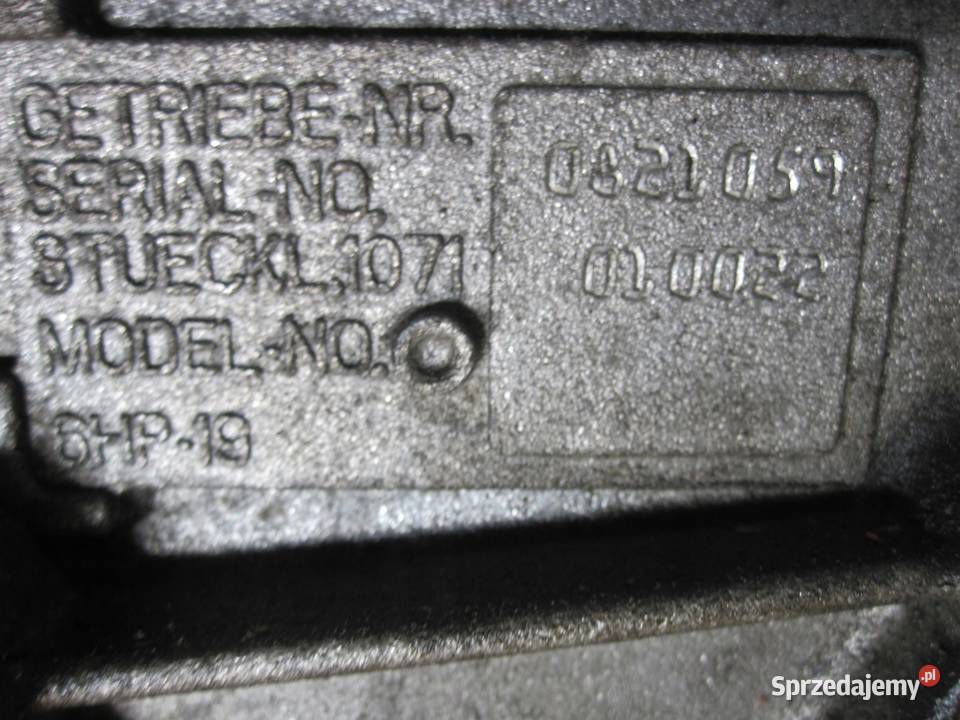 GETRIEBE-NR.
SERIAL-NO. 0821059
STUECKL.1071 010022
MODEL-NO.
6HP-19
Sprzedajemy.pl